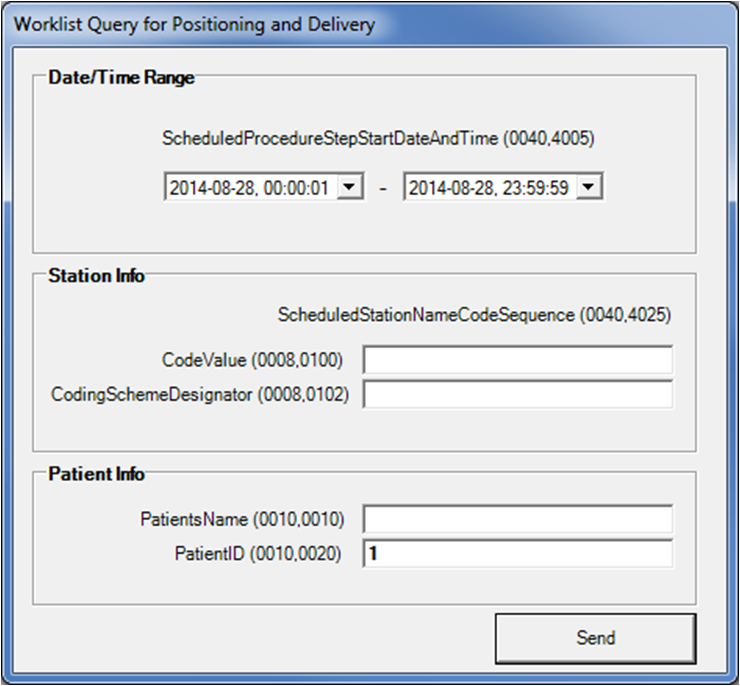 Worklist Query for Positioning and Delivery
Date/Time Range
ScheduledProcedureStepStartDateAndTime (0040,4005)
2014-08-28, 00:00:01 - 2014-08-28, 23:59:59
Station Info
ScheduledStationNameCodeSequence (0040,4025)
CodeValue (0008,0100)
CodingSchemeDesignator (0008,0102)
Patient Info
PatientsName (0010,0010)
PatientID (0010,0020) 1
Send